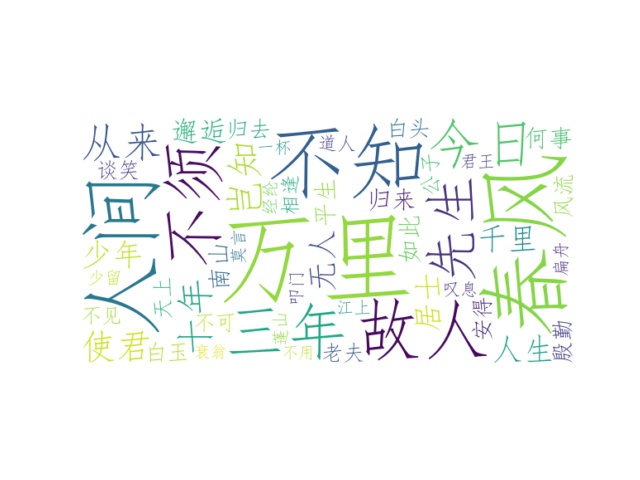 从来
邂逅
归去
不知
白头
今日
何事
谈笑
一杯
道人
君王
不须
岂知
公子
人间
经纶
相逢
平生
归来
先生
春风
风流
万里
少年
南山
莫言
无人
如此
千里
扁舟
少留
天上
十年
叩门
居士
叹息
安得
不见
不可
蓬山
三年
江上
故人
使君
白玉
衰翁
不用
老夫
人生
殷勤